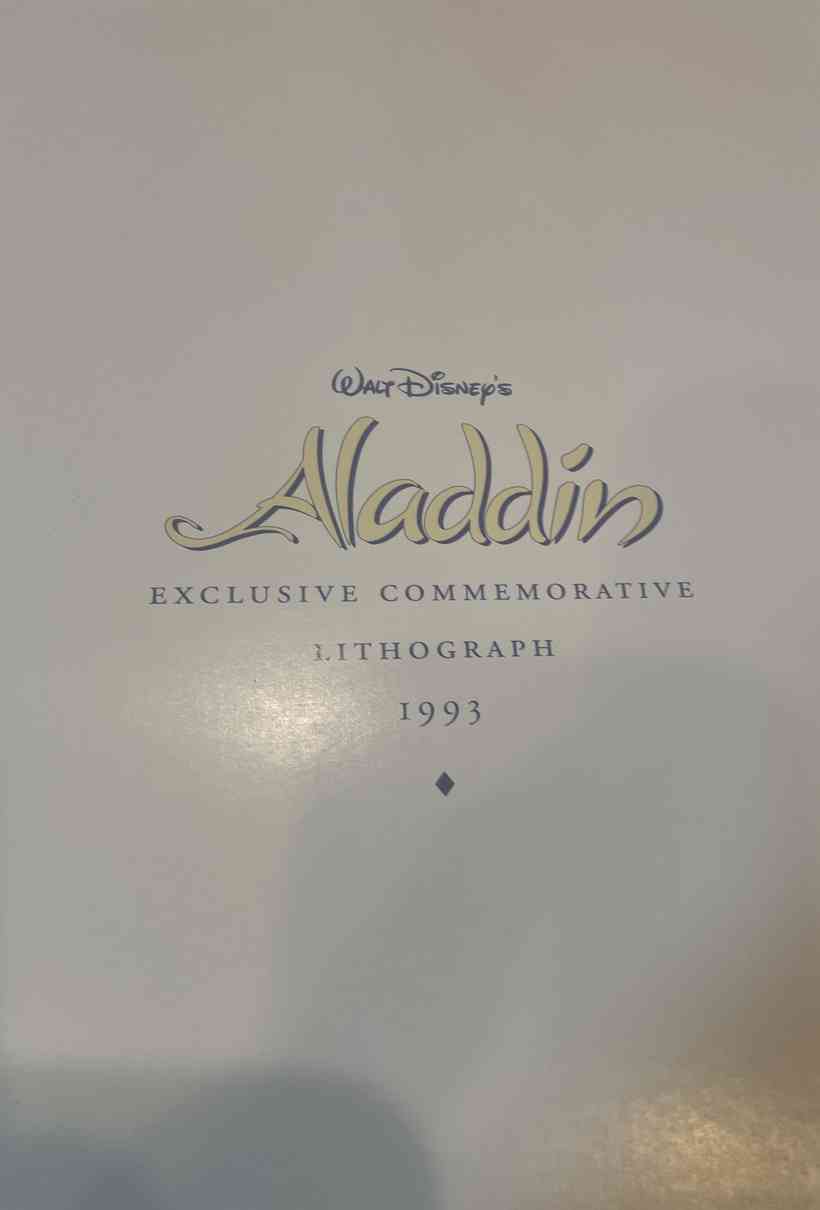 WALT DISNEY'S
Aladdin
EXCLUSIVE COMMEMORATIVE
LITHOGRAPH
1993